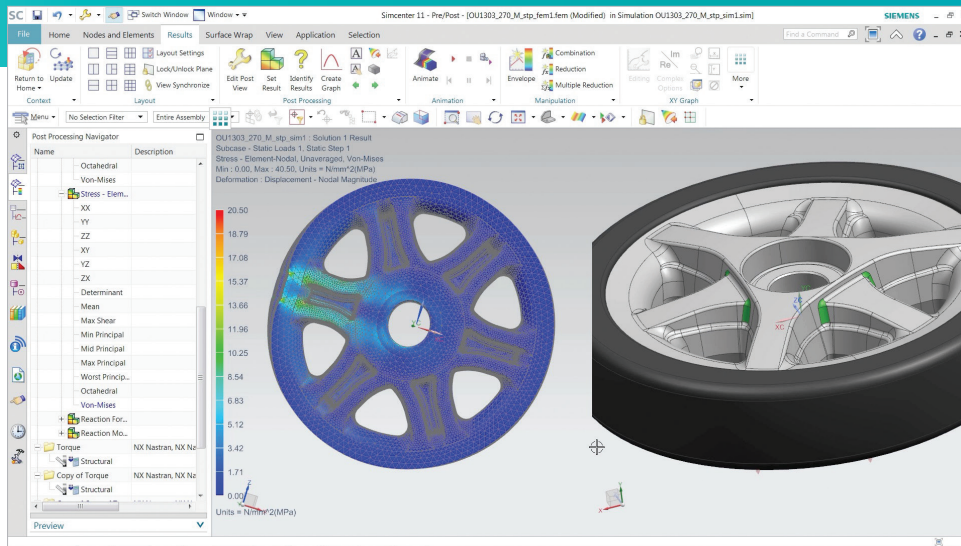 SC Switch Window Window Simcenter 11 - Pre/Post - [OU1303_270_M_stp_fem1.fem (Modified) in Simulation OU1303_270_M_stp_sim1.sim] SIEMENS
File Home Nodes and Elements Results Surface Wrap View Application Selection Find a Command
Return to Home Update
Layout Settings
Lock/Unlock Plane
View Synchronize
Edit Post View Set Result Identify Results Create Graph
Animate
Envelope
Combination
Reduction
Multiple Reduction
Editing
Im
Re
Complex Options
More
Context Layout Post Processing Animation Manipulation XY Graph
Menu No Selection Filter Entire Assembly
Post Processing Navigator
Name Description
Octahedral
Von-Mises
Stress - Elem...
XX
YY
ZZ
XY
YZ
ZX
Determinant
Mean
Max Shear
Min Principal
Mid Principal
Max Principal
Worst Princip...
Octahedral
Von-Mises
Reaction For...
Reaction Mo...
Torque NX Nastran, NX Na
Structural
Copy of Torque NX Nastran, NX Na
Structural
Preview
OU1303_270_M_stp_sim1 : Solution 1 Result
Subcase - Static Loads 1, Static Step 1
Stress - Element-Nodal, Unaveraged, Von-Mises
Min : 0.00, Max : 40.50, Units = N/mm^2(MPa)
Deformation : Displacement - Nodal Magnitude
20.50
18.79
17.08
15.37
13.66
11.96
10.25
8.54
6.83
5.12
3.42
1.71
0.00
Units = N/mm^2(MPa)
ZC
XC
Z
X